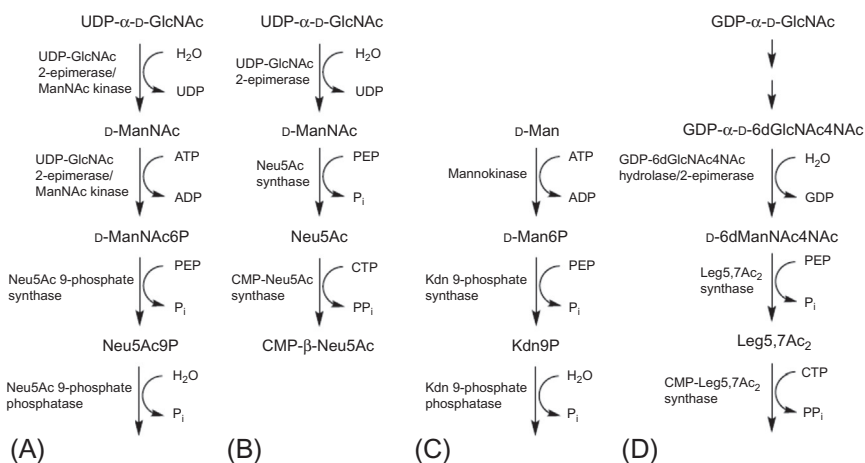 UDP-α-D-GlcNAc
UDP-GlcNAc
2-epimerase/
ManNAc kinase
H2O
UDP
D-ManNAc
UDP-GlcNAc
2-epimerase/
ManNAc kinase
ATP
ADP
D-ManNAc6P
Neu5Ac 9-phosphate
synthase
PEP
Pi
Neu5Ac9P
Neu5Ac 9-phosphate
phosphatase
H2O
Pi
(A)
UDP-α-D-GlcNAc
UDP-GlcNAc
2-epimerase
H2O
UDP
D-ManNAc
Neu5Ac
synthase
PEP
Pi
Neu5Ac
CMP-Neu5Ac
synthase
CTP
PPi
CMP-β-Neu5Ac
(B)
D-Man
Mannokinase
ATP
ADP
D-Man6P
Kdn 9-phosphate
synthase
PEP
Pi
Kdn9P
Kdn 9-phosphate
phosphatase
H2O
Pi
(C)
GDP-α-D-GlcNAc
GDP-α-D-6dGlcNAc4NAc
GDP-6dGlcNAc4NAc
hydrolase/2-epimerase
H2O
GDP
D-6dManNAc4NAc
Leg5,7Ac2
synthase
PEP
Pi
Leg5,7Ac2
CMP-Leg5,7Ac2
synthase
CTP
PPi
(D)